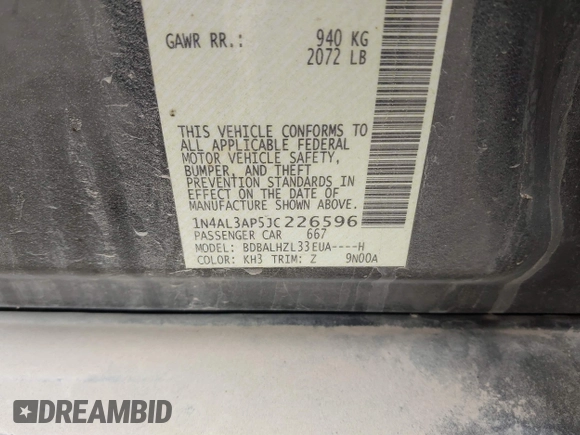 GAWR RR.: 940 KG
2072 LB
THIS VEHICLE CONFORMS TO
ALL APPLICABLE FEDERAL
MOTOR VEHICLE SAFETY,
BUMPER, AND THEFT
PREVENTION STANDARDS IN
EFFECT ON THE DATE OF
MANUFACTURE SHOWN ABOVE.
1N4AL3AP5JC226596
PASSENGER CAR 667
MODEL: BDBALHZL33EUA----H
COLOR: KH3 TRIM: Z 9N00A
DREAMBID